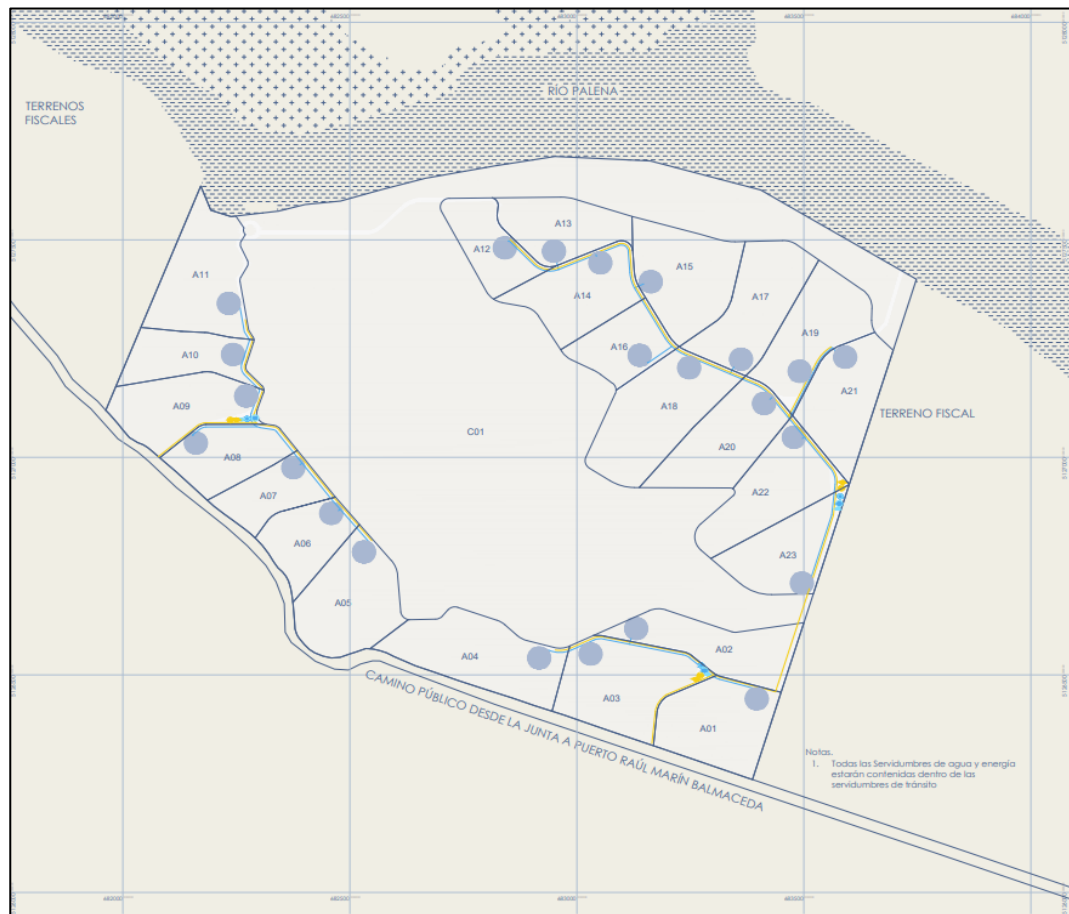 RÍO PALENA
TERRENOS
FISCALES
A13
A12
A15
A11
A14
A17
A19
A16
A10
A21
A09
A18
TERRENO FISCAL
C01
A20
A08
A07
A22
A06
A23
A05
A02
A04
A03
A01
CAMINO PÚBLICO DESDE LA JUNTA A PUERTO RAÚL MARÍN BALMACEDA
Notas.
1. Todas las Servidumbres de agua y energía
estarán contenidas dentro de las
servidumbres de tránsito